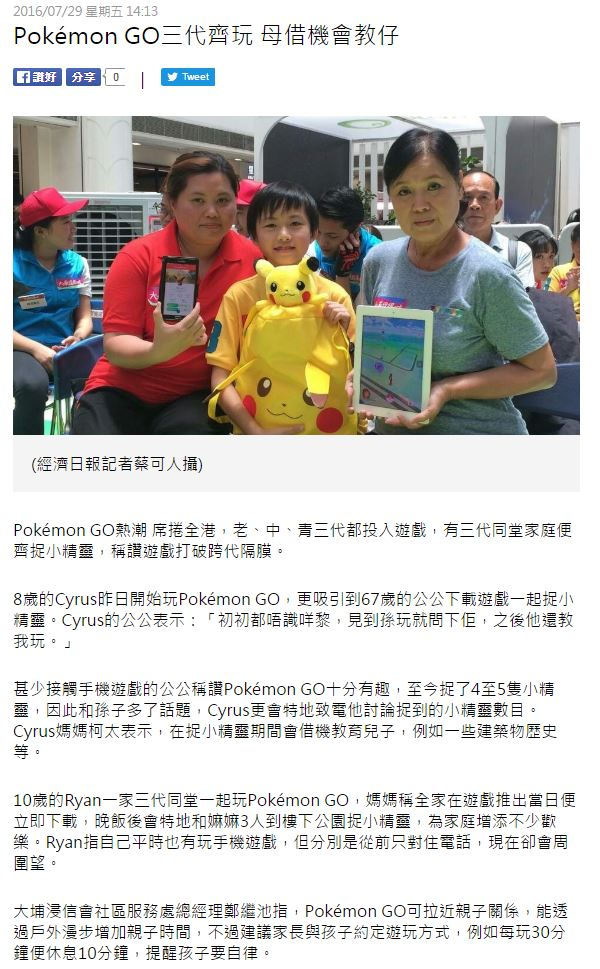 2016/07/29 星期五 14:13
Pokémon GO三代齊玩 母借機會教仔
讚好 分享 0 Tweet
(經濟日報記者蔡可人攝)
Pokémon GO熱潮 席捲全港，老、中、青三代都投入遊戲，有三代同堂家庭便
齊捉小精靈，稱讚遊戲打破跨代隔膜。
8歲的Cyrus昨日開始玩Pokémon GO，更吸引到67歲的公公下載遊戲一起捉小
精靈。Cyrus的公公表示：「初初都唔識咩黎，見到孫玩就問下佢，之後他還教
我玩。」
甚少接觸手機遊戲的公公稱讚Pokémon GO十分有趣，至今捉了4至5隻小精
靈，因此和孫子多了話題，Cyrus更會特地致電他討論捉到的小精靈數目。
Cyrus媽媽柯太表示，在捉小精靈期間會借機教育兒子，例如一些建築物歷史
等。
10歲的Ryan一家三代同堂一起玩Pokémon GO，媽媽稱全家在遊戲推出當日便
立即下載，晚飯後會特地和嫲嫲3人到樓下公園捉小精靈，為家庭增添不少歡
樂。Ryan指自己平時也有玩手機遊戲，但分別是從前只對住電話，現在卻會周
圍望。
大埔浸信會社區服務處總經理鄭繼池指，Pokémon GO可拉近親子關係，能透
過戶外漫步增加親子時間，不過建議家長與孩子約定遊玩方式，例如每玩30分
鐘便休息10分鐘，提醒孩子要自律。